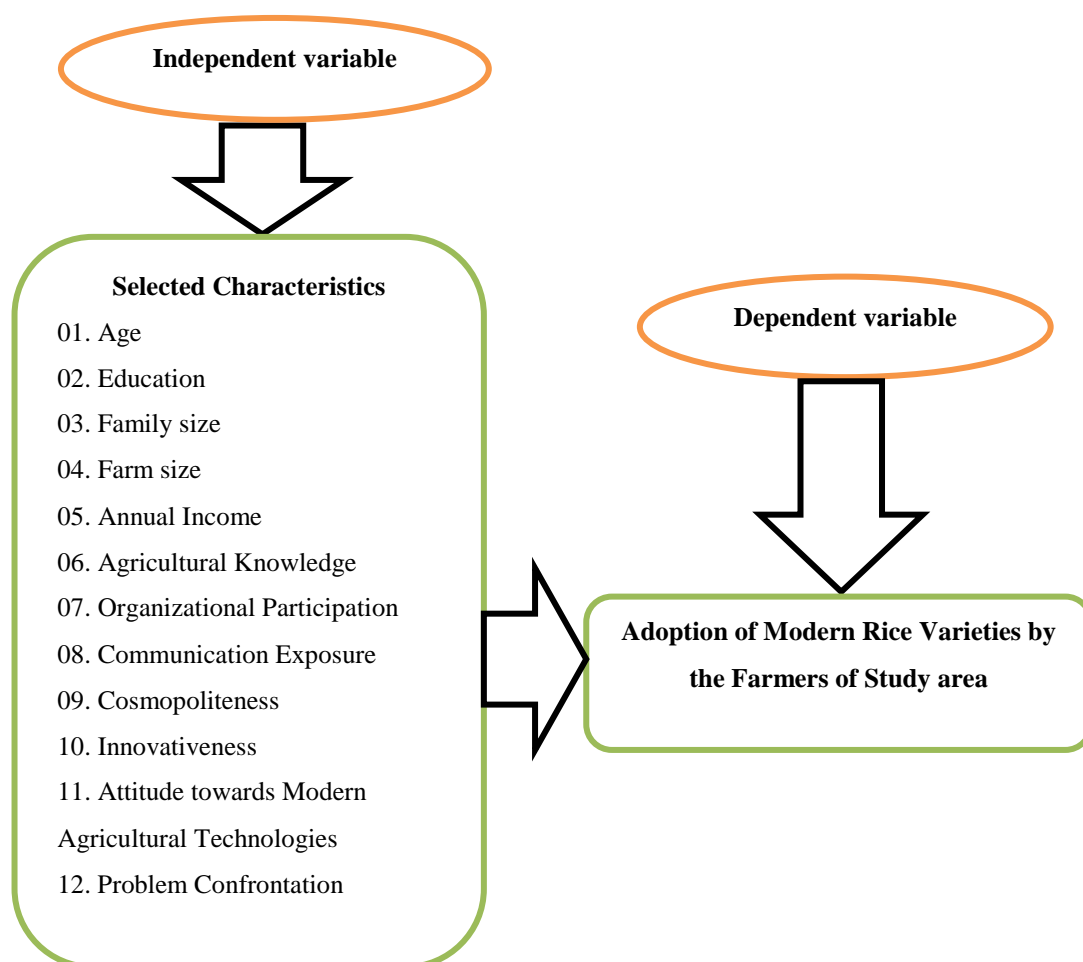 Independent variable
Selected Characteristics
01. Age
02. Education
03. Family size
04. Farm size
05. Annual Income
06. Agricultural Knowledge
07. Organizational Participation
08. Communication Exposure
09. Cosmopoliteness
10. Innovativeness
11. Attitude towards Modern
Agricultural Technologies
12. Problem Confrontation
Dependent variable
Adoption of Modern Rice Varieties by
the Farmers of Study area